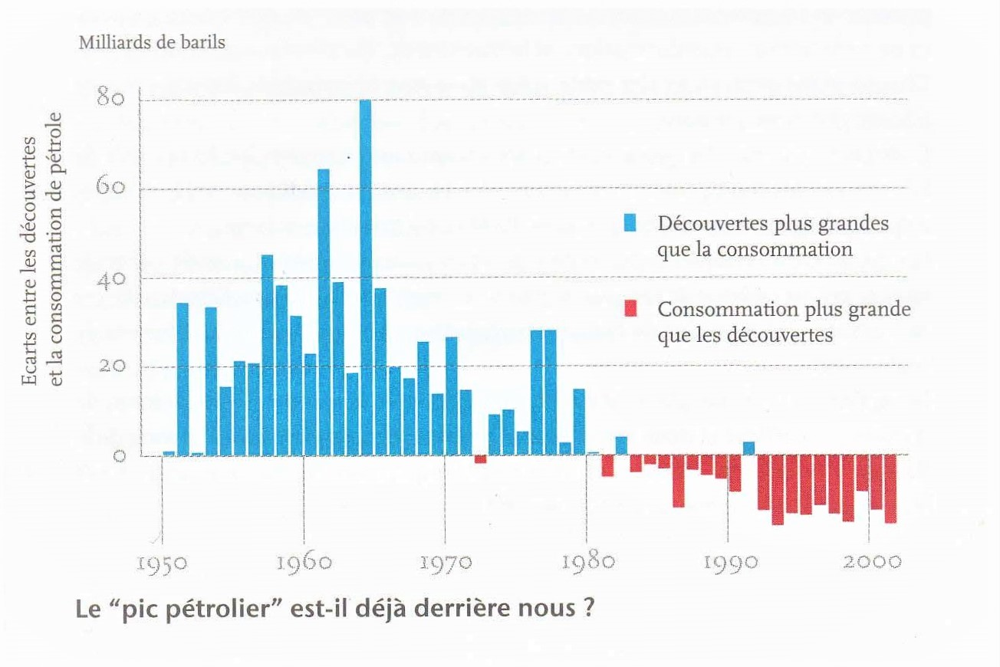 Milliards de barils
Ecarts entre les découvertes
et la consommation de pétrole
80
60
40
20
0
Découvertes plus grandes
que la consommation
Consommation plus grande
que les découvertes
1950
1960
1970
1980
1990
2000
Le “pic pétrolier” est-il déjà derrière nous ?